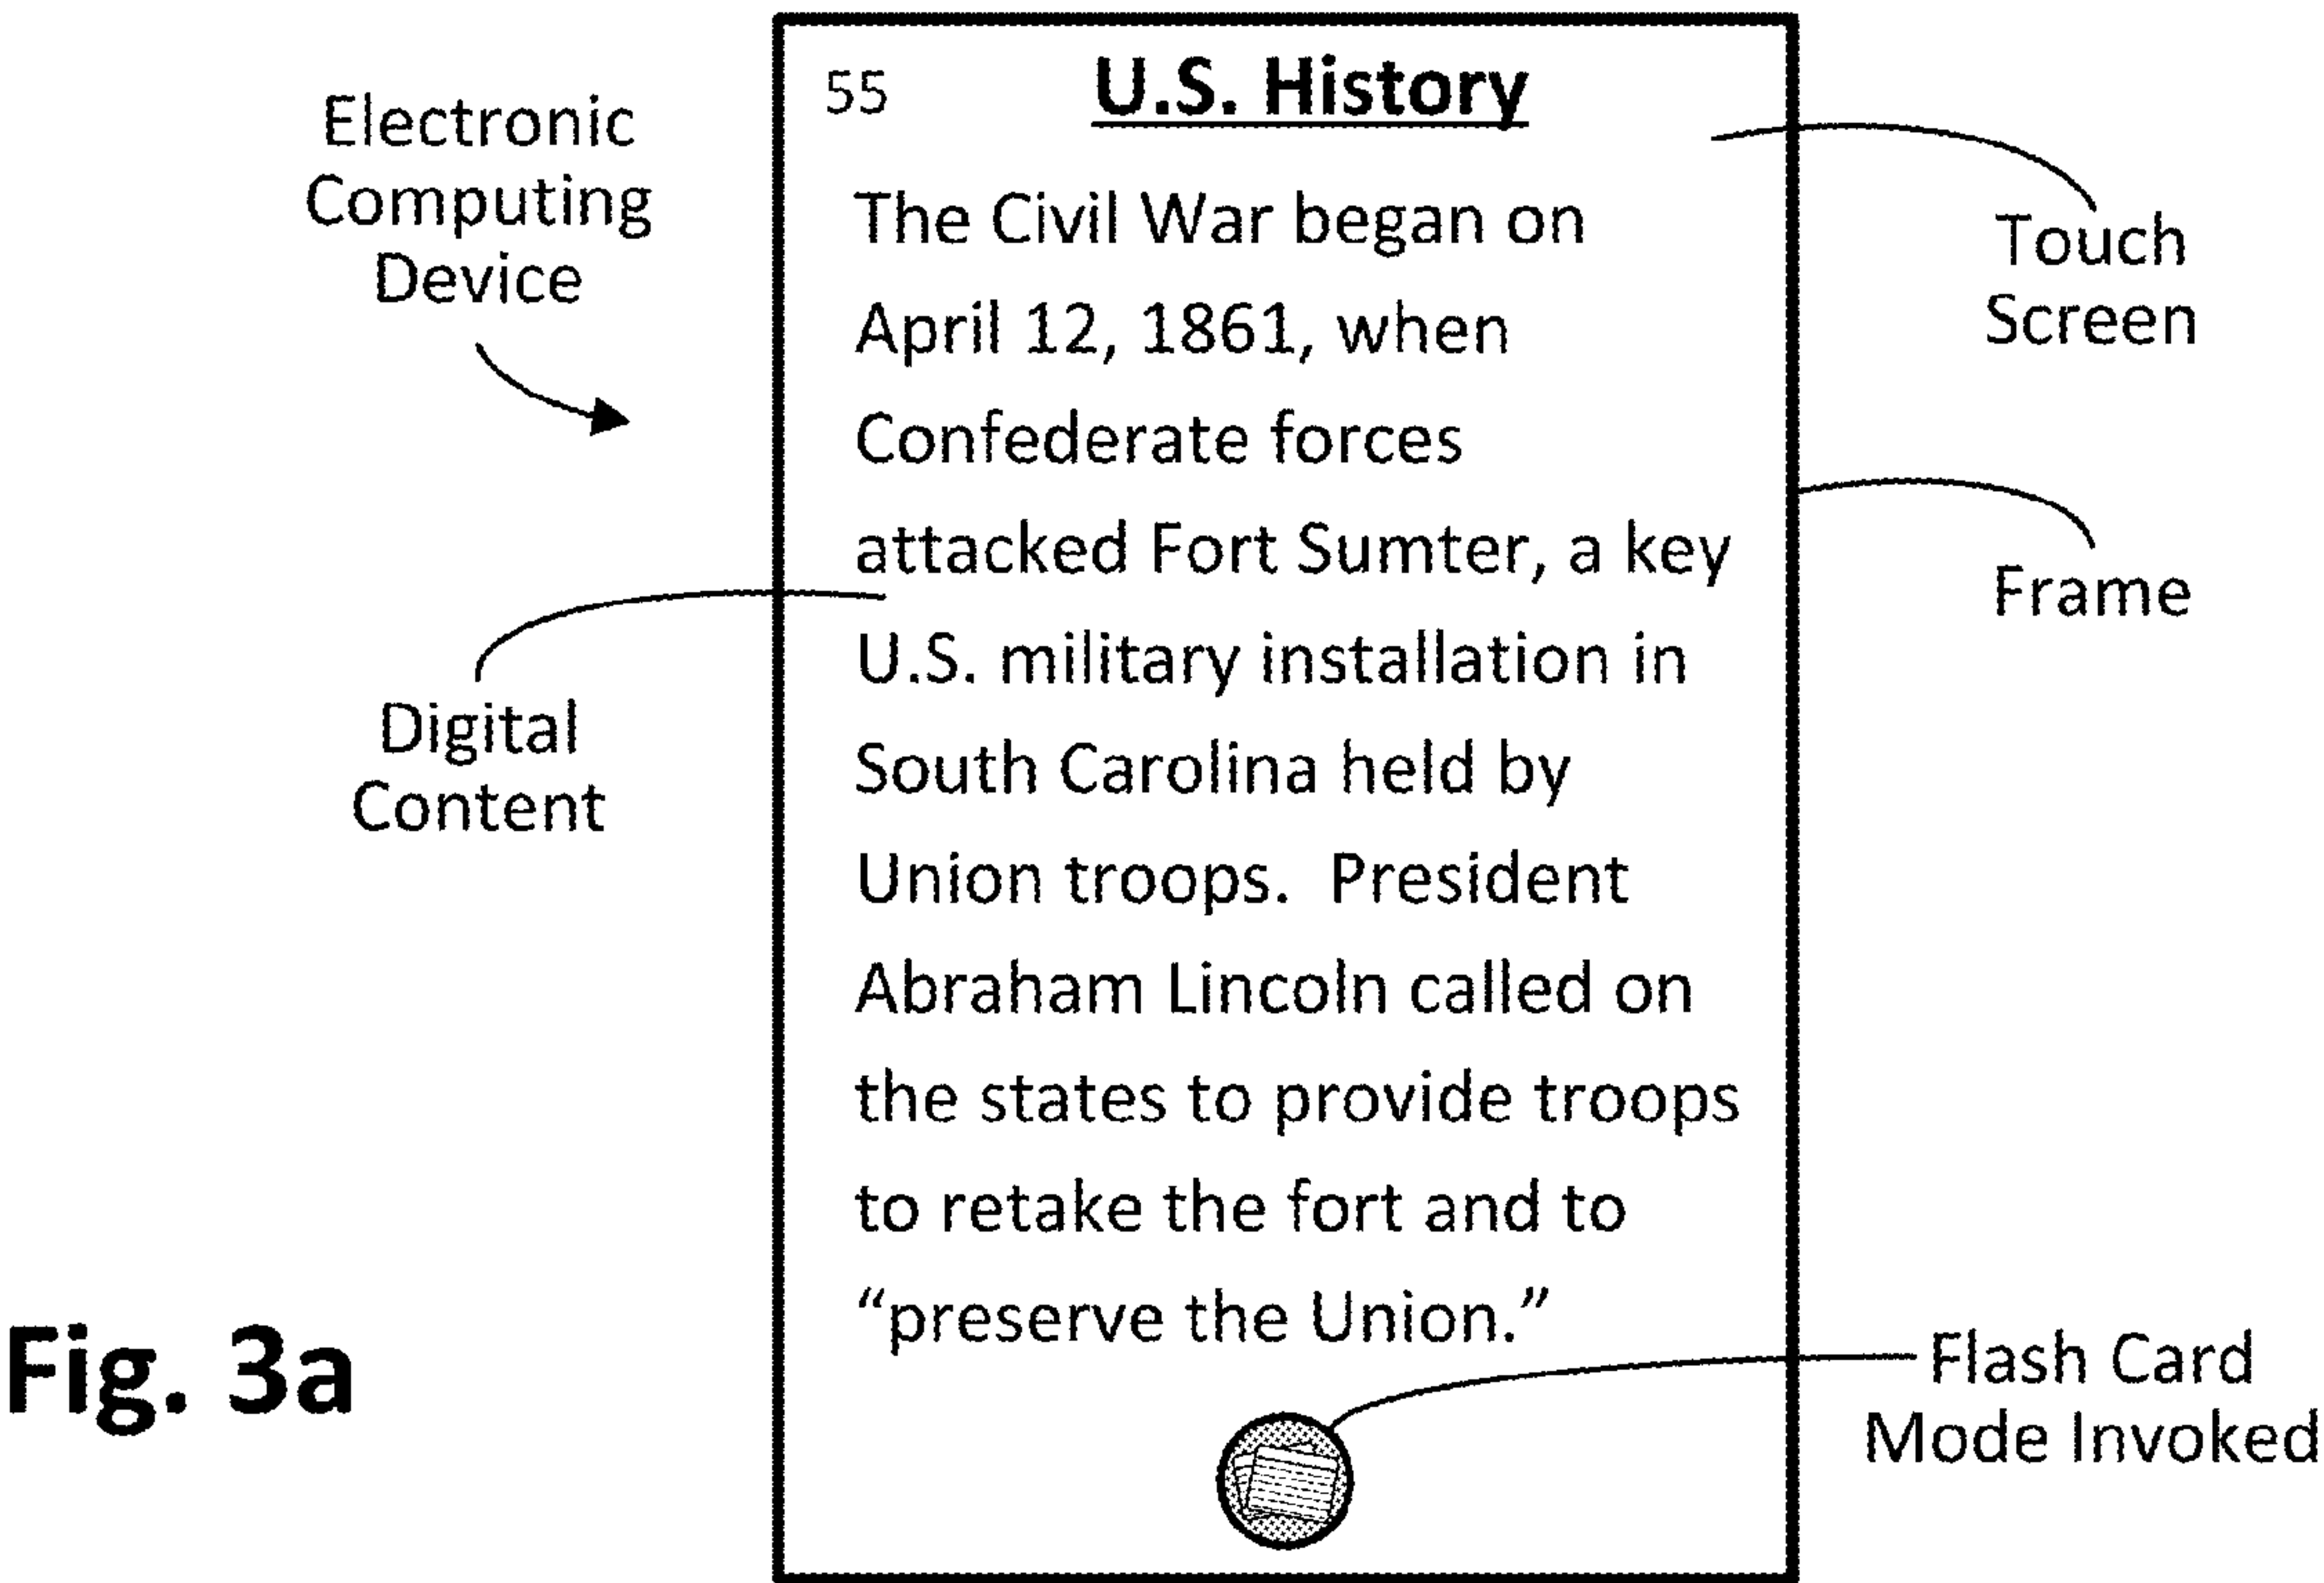 55
U.S. History
Electronic
Computing
Device
The Civil War began on
April 12, 1861, when
Confederate forces
attacked Fort Sumter, a key
U.S. military installation in
South Carolina held by
Union troops.  President
Abraham Lincoln called on
the states to provide troops
to retake the fort and to
“preserve the Union.”
Touch
Screen
Frame
Digital
Content
Flash Card
Mode Invoked
Fig. 3a